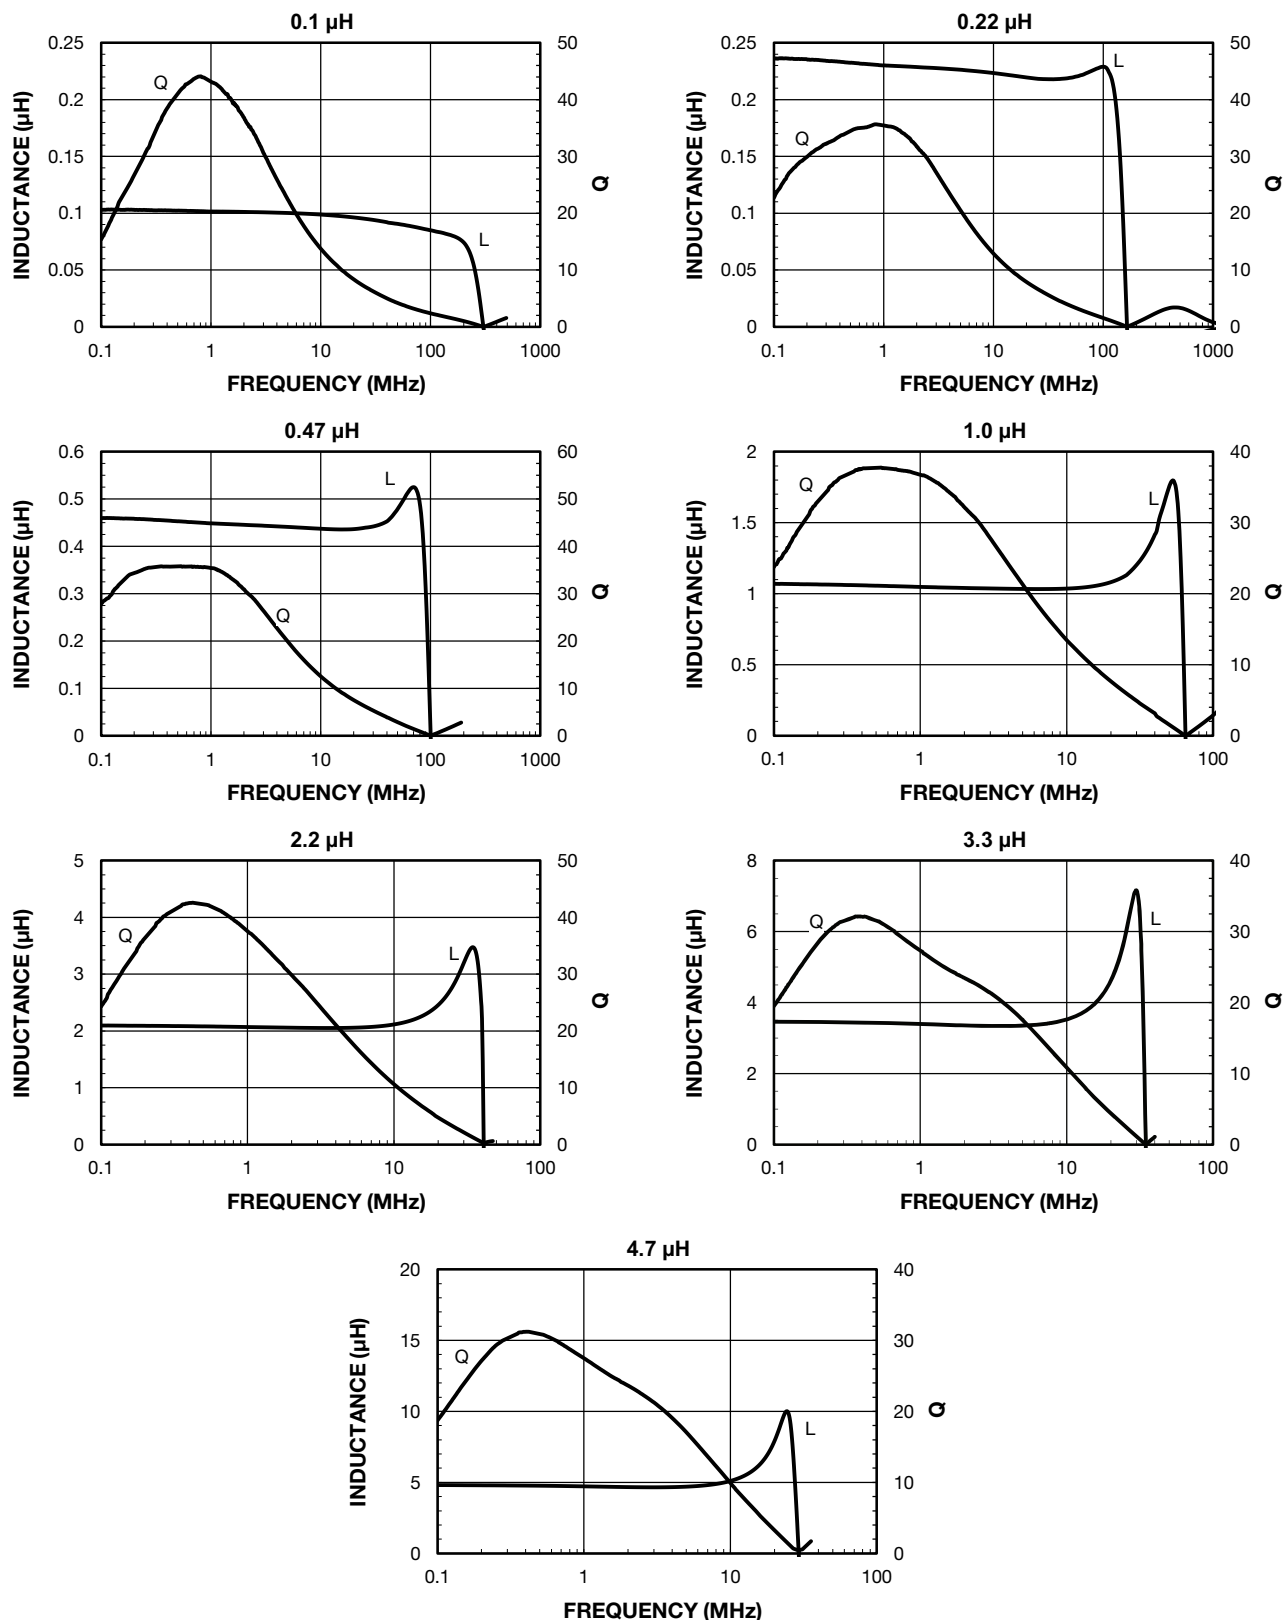 0.1 µH
0.25
0.2
0.15
0.1
0.05
0
50
40
30
20
10
0
0.1 1 10 100 1000
INDUCTANCE (µH)
Q
Q
L
FREQUENCY (MHz)
0.22 µH
0.25
0.2
0.15
0.1
0.05
0
50
40
30
20
10
0
0.1 1 10 100 1000
INDUCTANCE (µH)
Q
Q
L
FREQUENCY (MHz)
0.47 µH
0.6
0.5
0.4
0.3
0.2
0.1
0
60
50
40
30
20
10
0
0.1 1 10 100 1000
INDUCTANCE (µH)
Q
L
Q
FREQUENCY (MHz)
1.0 µH
2
1.5
1
0.5
0
40
30
20
10
0
0.1 1 10 100
INDUCTANCE (µH)
Q
Q
L
FREQUENCY (MHz)
2.2 µH
5
4
3
2
1
0
50
40
30
20
10
0
0.1 1 10 100
INDUCTANCE (µH)
Q
Q
L
FREQUENCY (MHz)
3.3 µH
8
6
4
2
0
40
30
20
10
0
0.1 1 10 100
INDUCTANCE (µH)
Q
Q
L
FREQUENCY (MHz)
4.7 µH
20
15
10
5
0
40
30
20
10
0
0.1 1 10 100
INDUCTANCE (µH)
Q
Q
L
FREQUENCY (MHz)